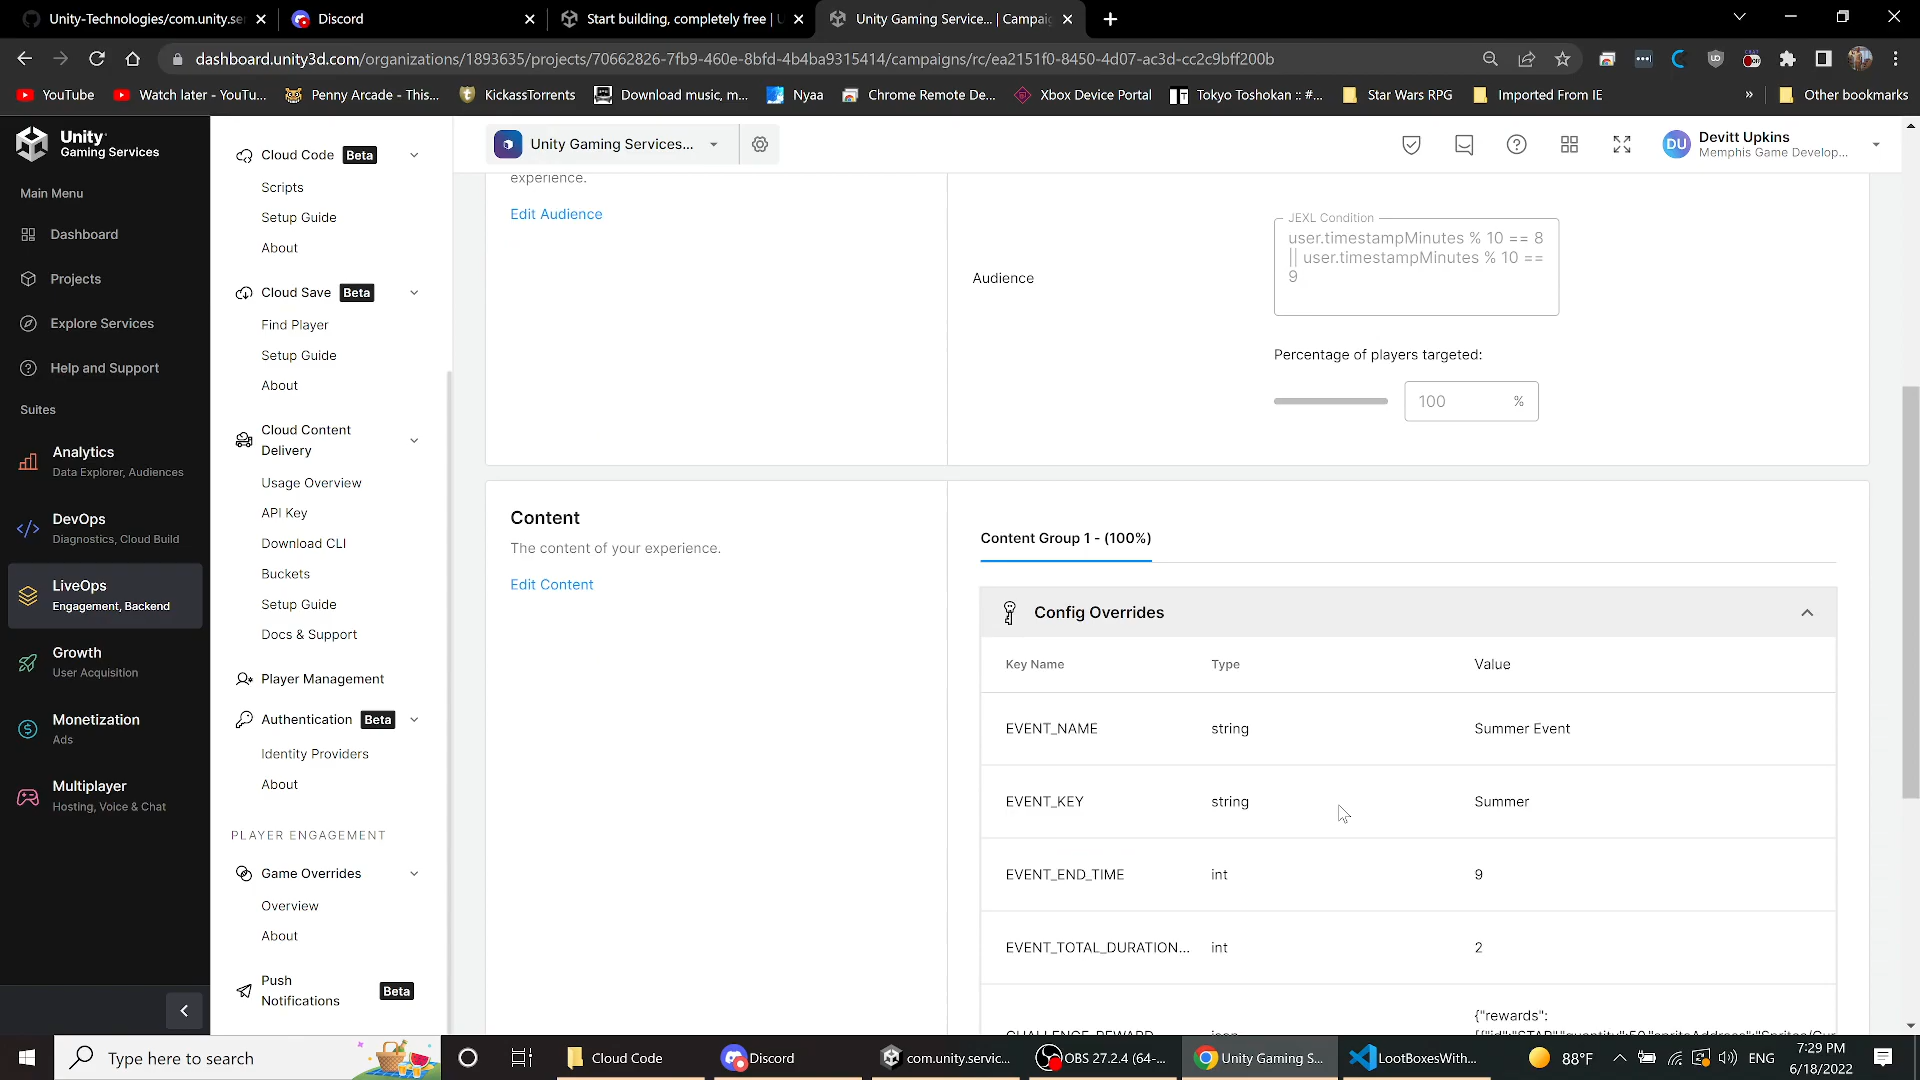 Unity-Technologies/com.unity.se
Discord
Start building, completely free |
Unity Gaming Service... | Campai
dashboard.unity3d.com/organizations/1893635/projects/70662826-7fb9-460e-8bfd-4b4ba9315414/campaigns/rc/ea2151f0-8450-4d07-ac3d-cc2c9bff200b
YouTube
Watch later - YouTu...
Penny Arcade - This...
KickassTorrents
Download music, m...
Nyaa
Chrome Remote De...
Xbox Device Portal
Tokyo Toshokan :: #...
Star Wars RPG
Imported From IE
»
Other bookmarks
Unity
Gaming Services
Main Menu
Dashboard
Projects
Explore Services
Help and Support
Suites
Analytics
Data Explorer, Audiences
DevOps
Diagnostics, Cloud Build
LiveOps
Engagement, Backend
Growth
User Acquisition
Monetization
Ads
Multiplayer
Hosting, Voice & Chat
Cloud Code Beta
Scripts
Setup Guide
About
Cloud Save Beta
Find Player
Setup Guide
About
Cloud Content
Delivery
Usage Overview
API Key
Download CLI
Buckets
Setup Guide
Docs & Support
Player Management
Authentication Beta
Identity Providers
About
PLAYER ENGAGEMENT
Game Overrides
Overview
About
Push
Notifications
Beta
Unity Gaming Services...
DU
Devitt Upkins
Memphis Game Develop...
experience.
Edit Audience
Audience
JEXL Condition
user.timestampMinutes % 10 == 8
|| user.timestampMinutes % 10 ==
9
Percentage of players targeted:
100 %
Content
The content of your experience.
Edit Content
Content Group 1 - (100%)
Config Overrides
Key Name Type Value
EVENT_NAME string Summer Event
EVENT_KEY string Summer
EVENT_END_TIME int 9
EVENT_TOTAL_DURATION... int 2
{"rewards":
CHALLENGE_REWARD json [{"id":"STAR","quantity":50,"spriteAddress":"Sprites/Cur
Type here to search
Cloud Code
Discord
com.unity.servic...
OBS 27.2.4 (64-...
Unity Gaming S...
LootBoxesWith...
88°F
ENG
7:29 PM
6/18/2022